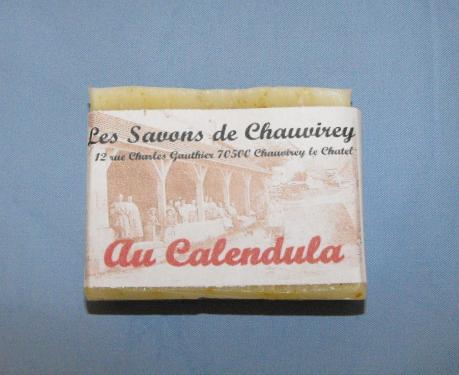 Les Savons de Chauvirey
12 rue Charles Gauthier 70500 Chauvirey le Chatel
Au Calendula